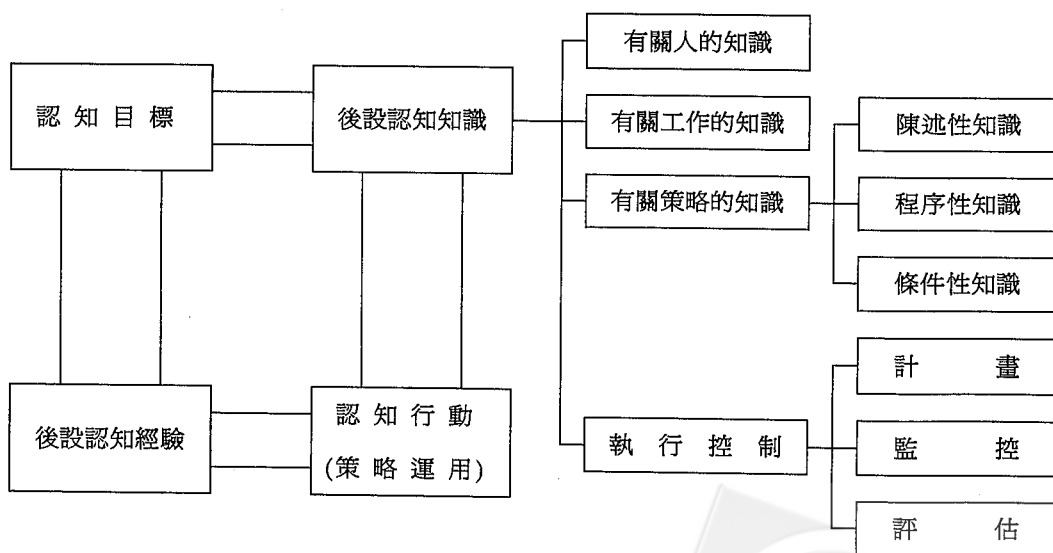 認知目標
後設認知知識
後設認知經驗
認知行動
(策略運用)
有關人的知識
有關工作的知識
有關策略的知識
執行控制
陳述性知識
程序性知識
條件性知識
計畫
監控
評估